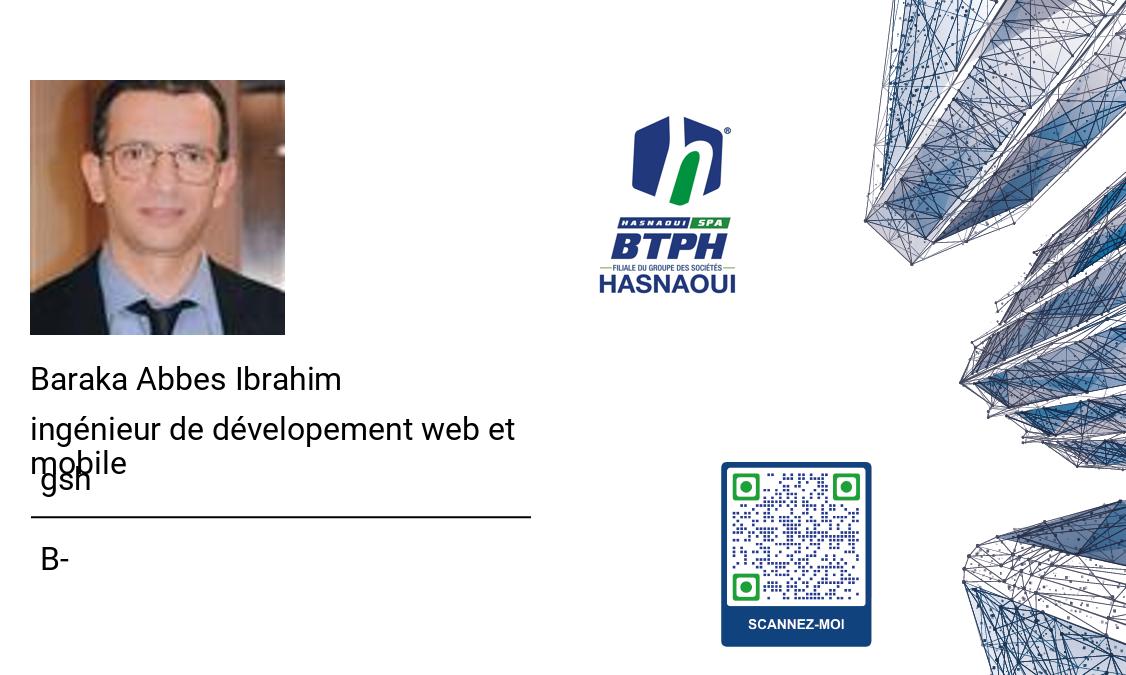 Baraka Abbes Ibrahim
ingénieur de dévelopement web et
mobile
gsh
B-
®
HASNAOUI SPA
BTPH
FILIALE DU GROUPE DES SOCIÉTÉS
HASNAOUI
SCANNEZ-MOI